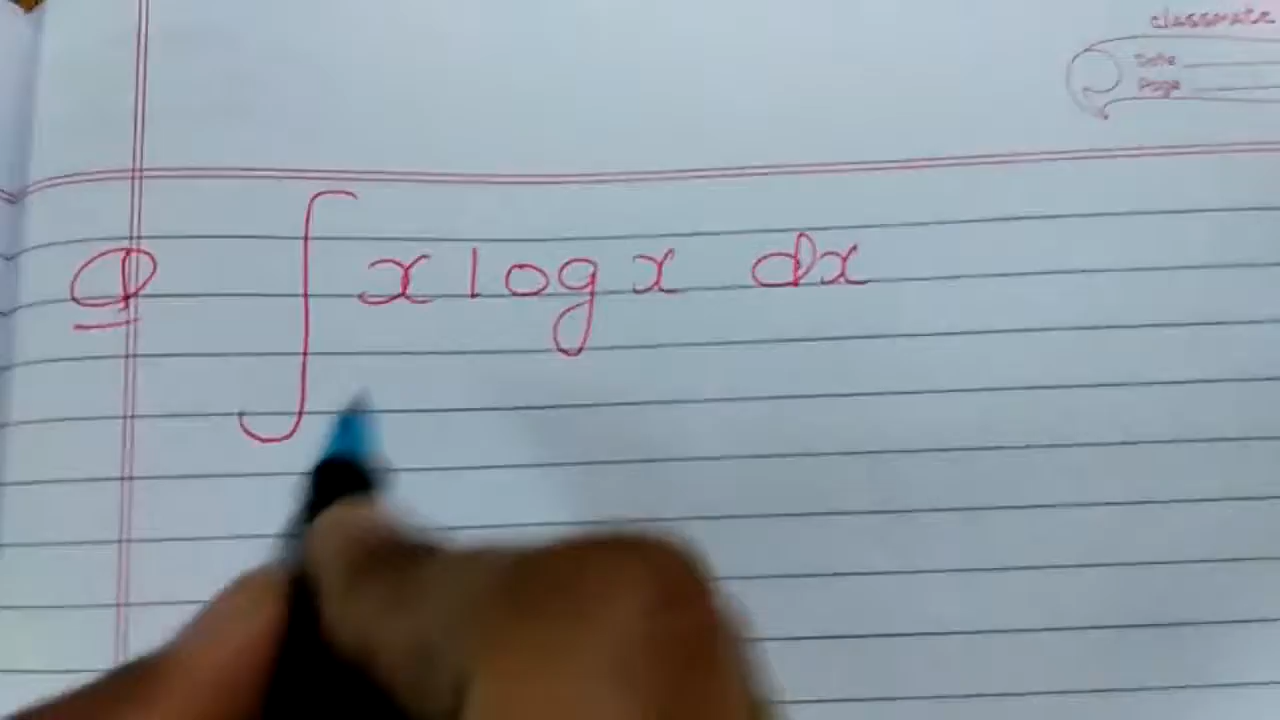 classmate
Date
Page
Q ∫ x log x dx